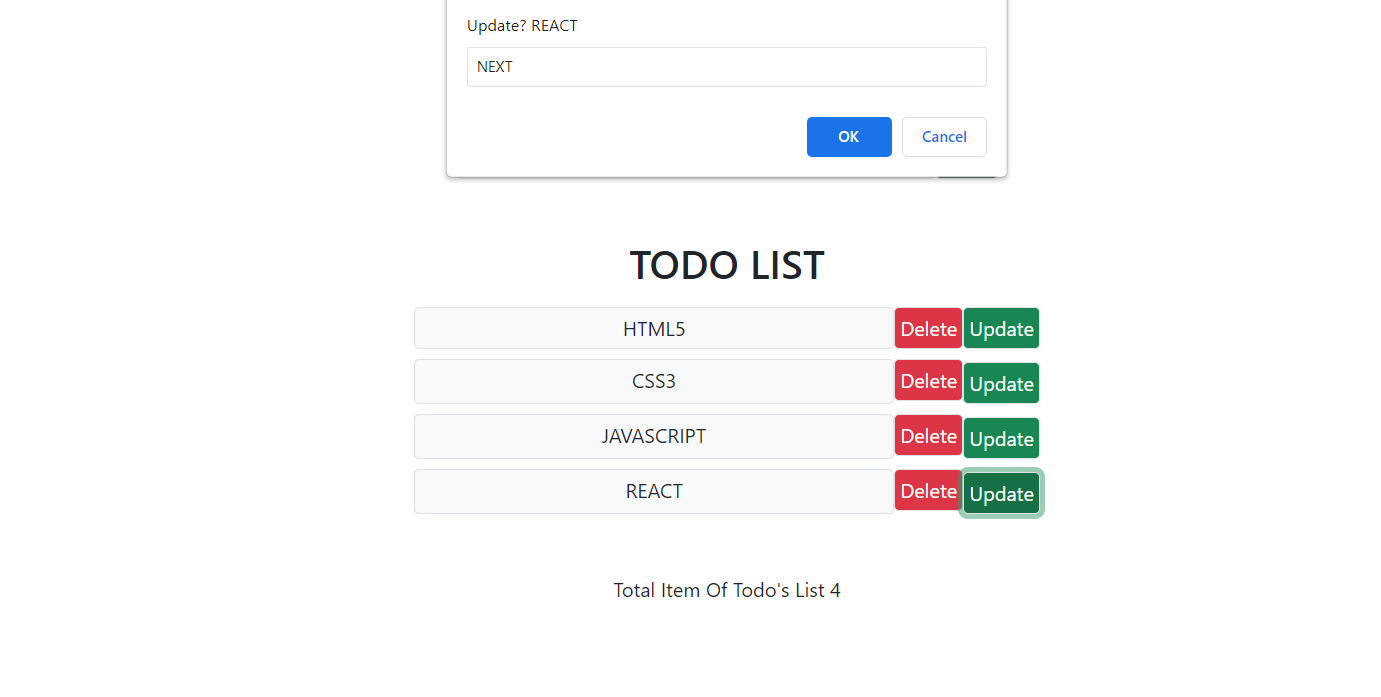 Update? REACT
NEXT
OK Cancel
TODO LIST
HTML5 Delete Update
CSS3 Delete Update
JAVASCRIPT Delete Update
REACT Delete Update
Total Item Of Todo's List 4